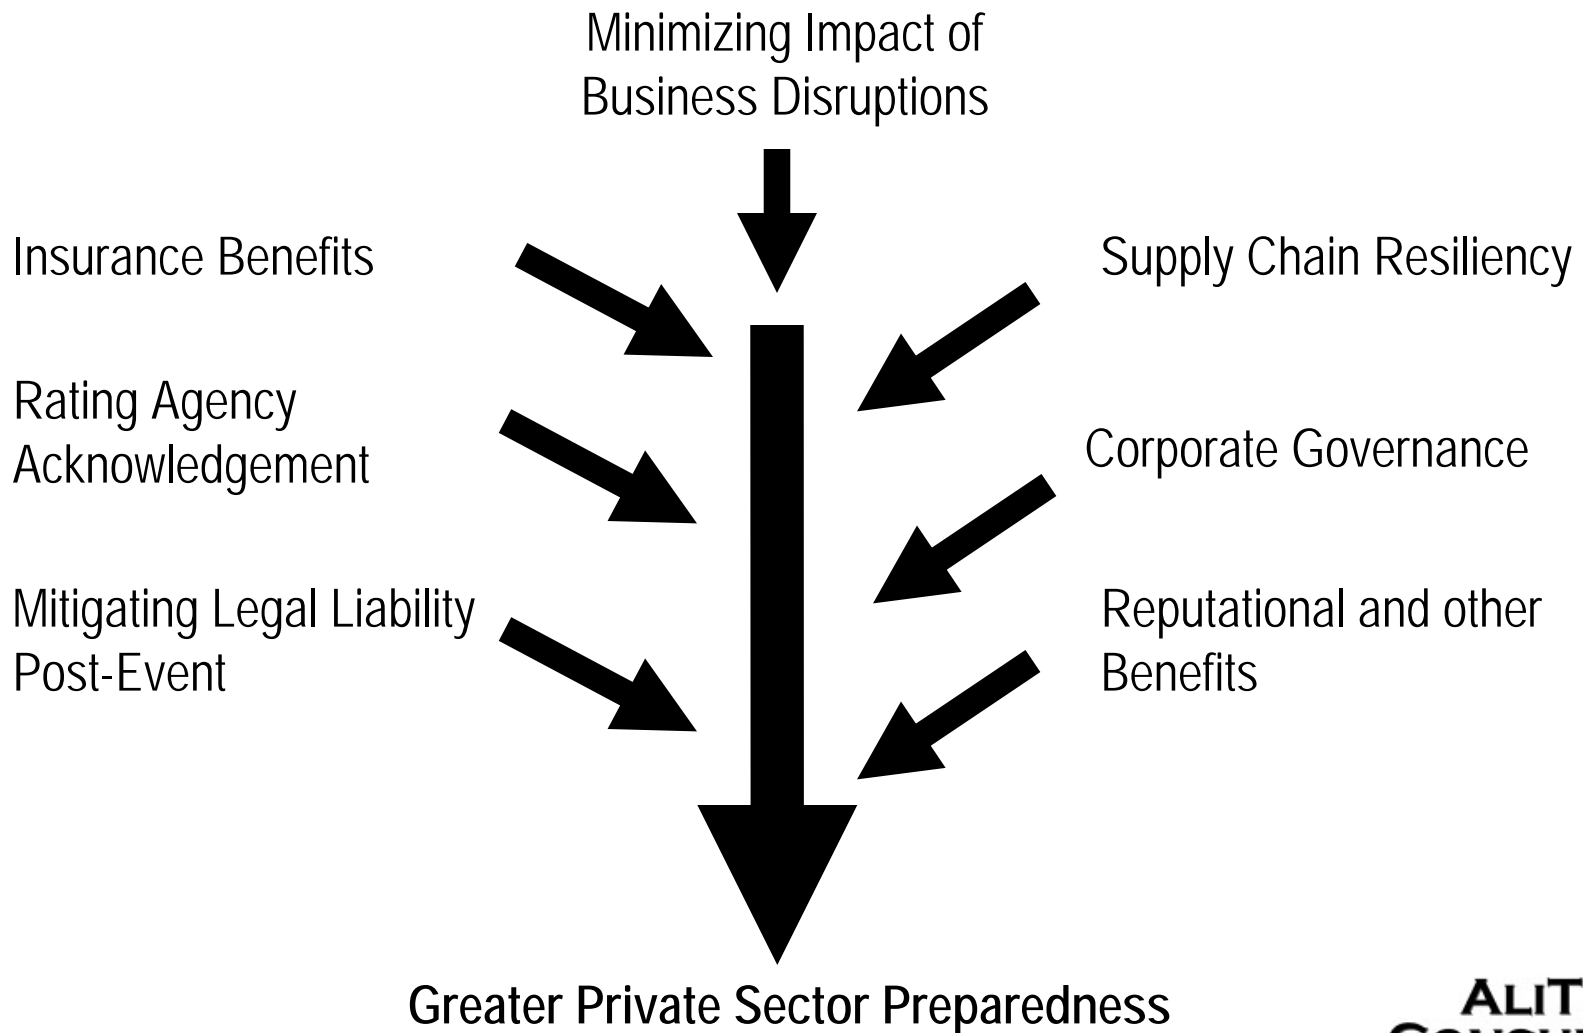 Minimizing Impact of
Business Disruptions
Insurance Benefits
Supply Chain Resiliency
Rating Agency
Acknowledgement
Corporate Governance
Mitigating Legal Liability
Post-Event
Reputational and other
Benefits
Greater Private Sector Preparedness